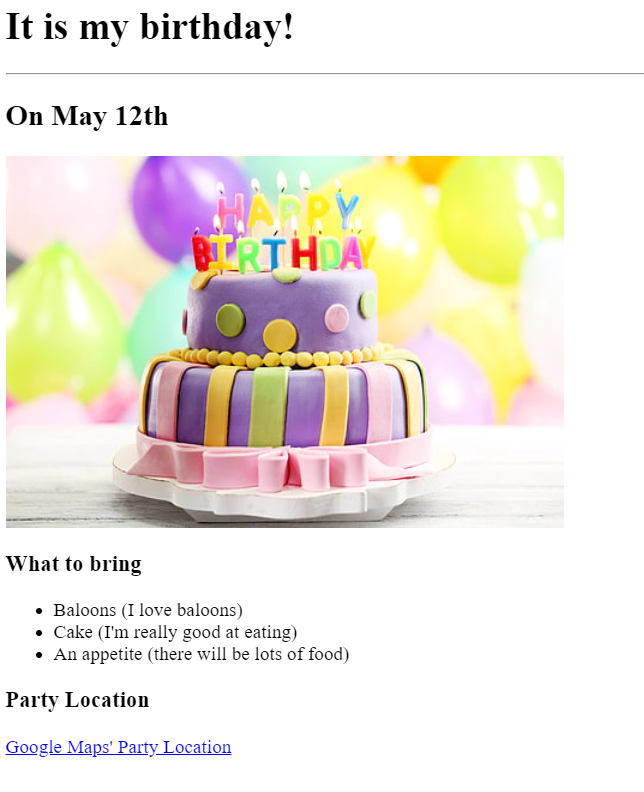 It is my birthday!
On May 12th
HAPPY
BIRTHDAY
What to bring
Baloons (I love baloons)
Cake (I'm really good at eating)
An appetite (there will be lots of food)
Party Location
Google Maps' Party Location